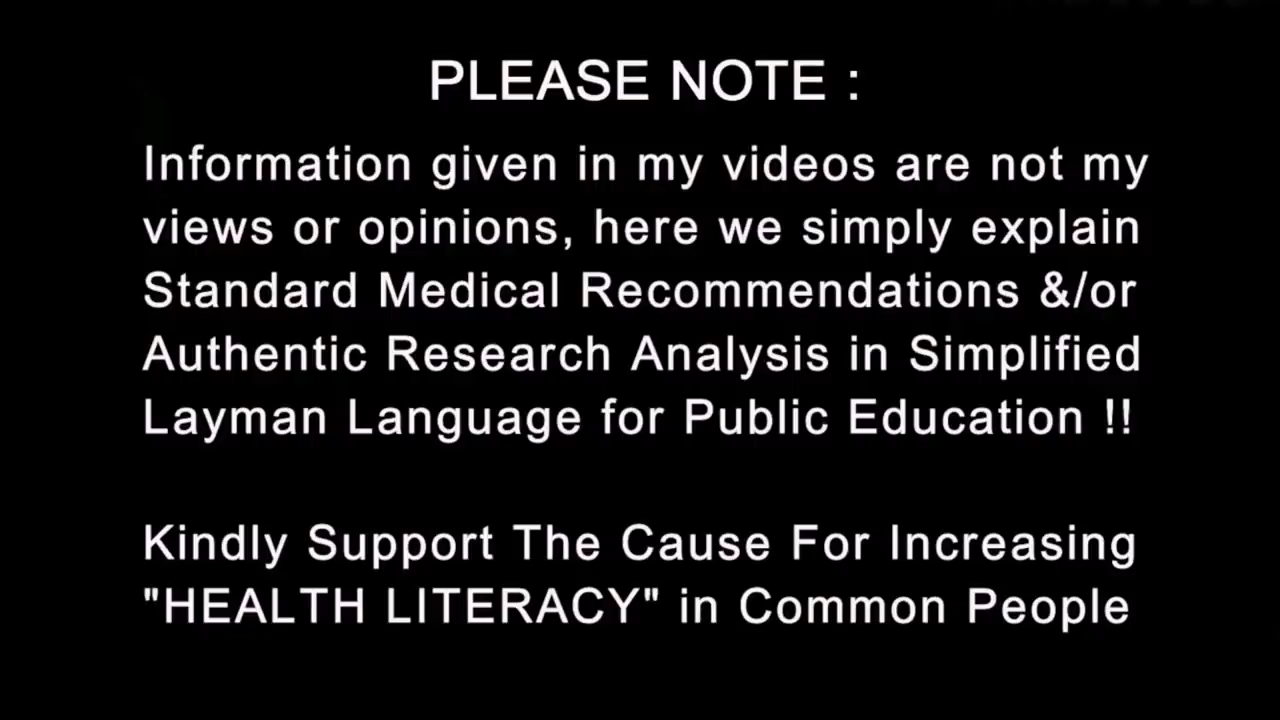 PLEASE NOTE :
Information given in my videos are not my
views or opinions, here we simply explain
Standard Medical Recommendations &/or
Authentic Research Analysis in Simplified
Layman Language for Public Education !!
Kindly Support The Cause For Increasing
"HEALTH LITERACY" in Common People